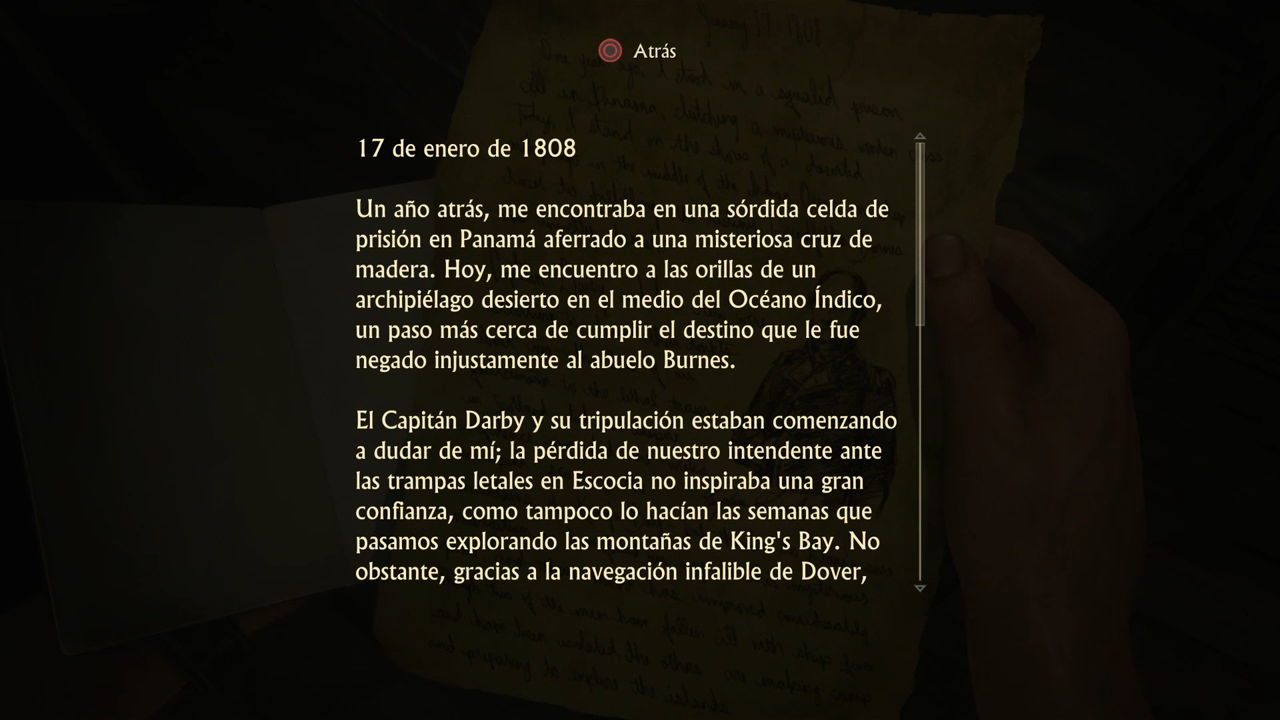 Atrás
17 de enero de 1808
Un año atrás, me encontraba en una sórdida celda de
prisión en Panamá aferrado a una misteriosa cruz de
madera. Hoy, me encuentro a las orillas de un
archipiélago desierto en el medio del Océano Índico,
un paso más cerca de cumplir el destino que le fue
negado injustamente al abuelo Burnes.
El Capitán Darby y su tripulación estaban comenzando
a dudar de mí; la pérdida de nuestro intendente ante
las trampas letales en Escocia no inspiraba una gran
confianza, como tampoco lo hacían las semanas que
pasamos explorando las montañas de King's Bay. No
obstante, gracias a la navegación infalible de Dover,